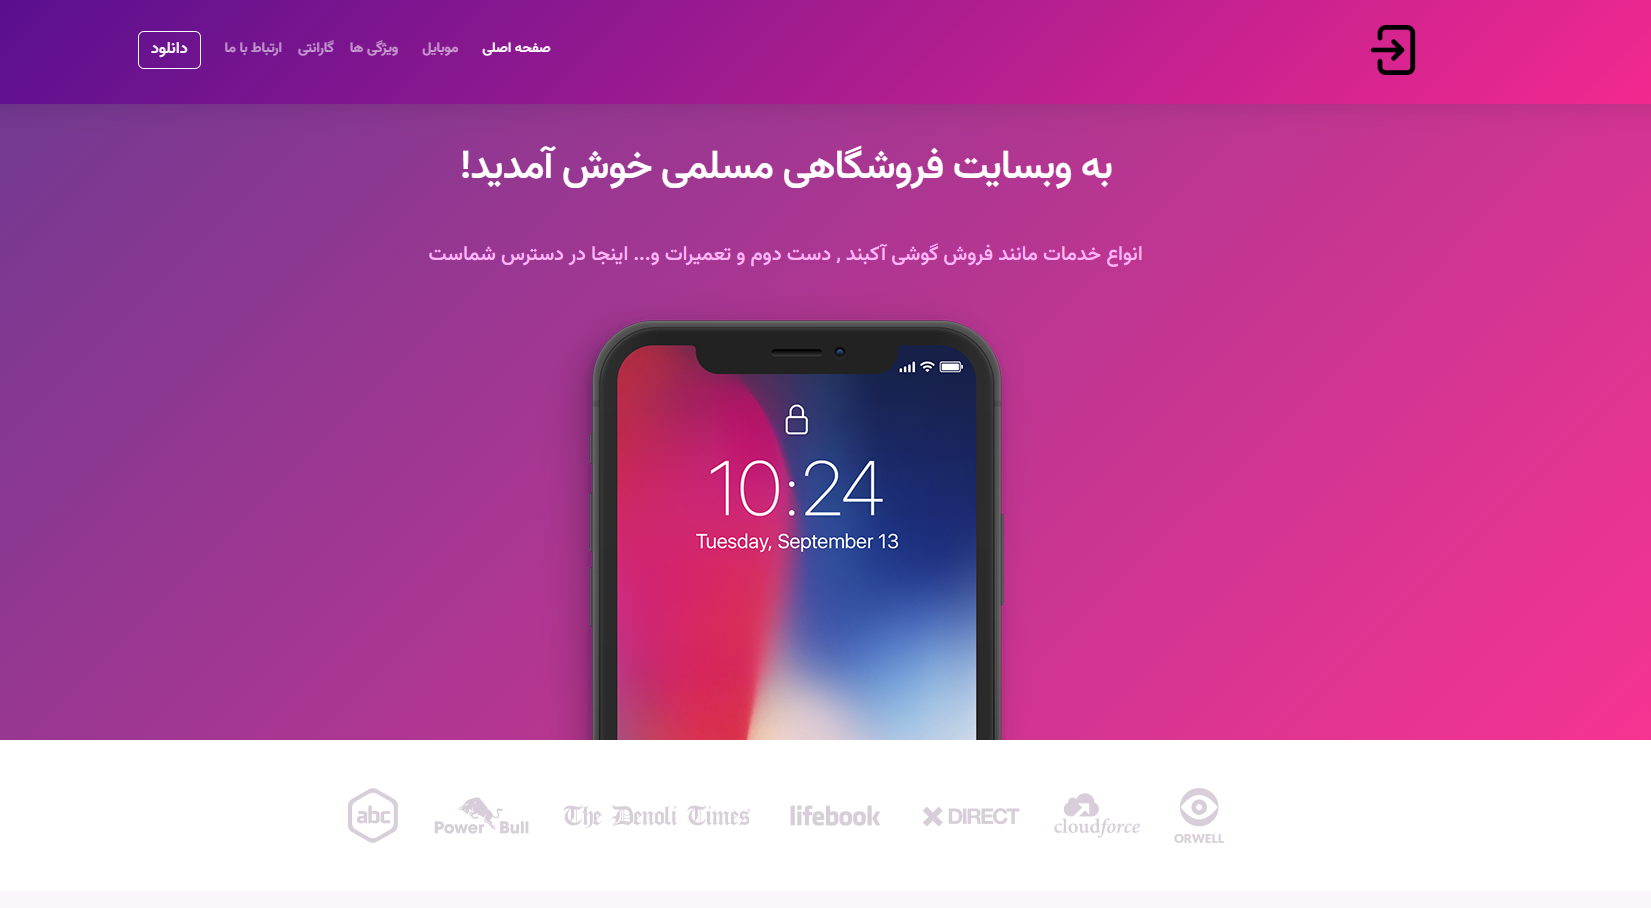 صفحه اصلی
موبایل
ویژگی ها
گارانتی
ارتباط با ما
دانلود
به وبسایت فروشگاهی مسلمی خوش آمدید!
انواع خدمات مانند فروش گوشی آکبند , دست دوم و تعمیرات و... اینجا در دسترس شماست
10:24
Tuesday, September 13
abc
Power Bull
The Denoli Times
lifebook
DIRECT
cloudforce
ORWELL